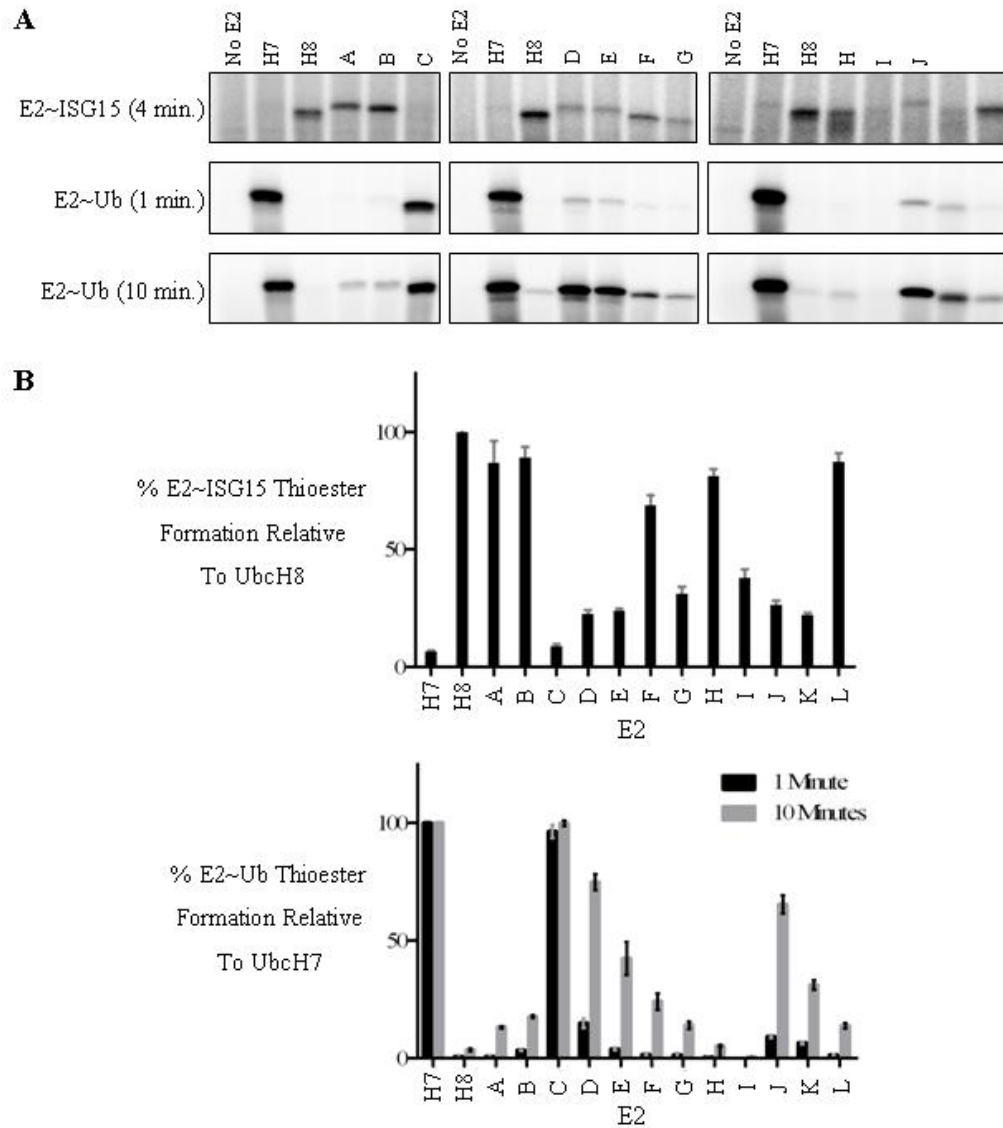 A
No E2 H7 H8 A B C No E2 H7 H8 D E F G No E2 H7 H8 H I J
E2~ISG15 (4 min.)
E2~Ub (1 min.)
E2~Ub (10 min.)
B
100
50
0
% E2~ISG15 Thioester
Formation Relative
To UbcH8
H7 H8 A B C D E F G H I J K L
E2
1 Minute
10 Minutes
100
50
0
% E2~Ub Thioester
Formation Relative
To UbcH7
H7 H8 A B C D E F G H I J K L
E2